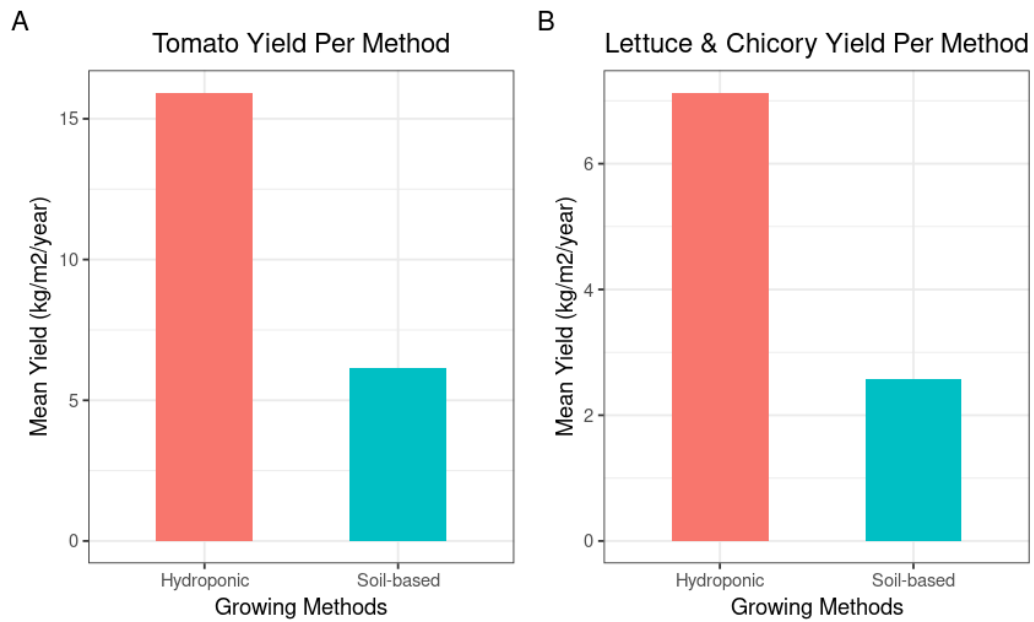 A
Tomato Yield Per Method
Mean Yield (kg/m2/year)
15
10
5
0
Hydroponic
Soil-based
Growing Methods
B
Lettuce & Chicory Yield Per Method
Mean Yield (kg/m2/year)
6
4
2
0
Hydroponic
Soil-based
Growing Methods